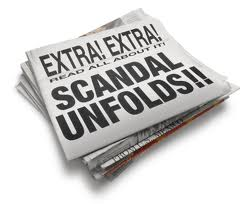 EXTRA! EXTRA!
READ ALL ABOUT IT!
SCANDAL
UNFOLDS!!